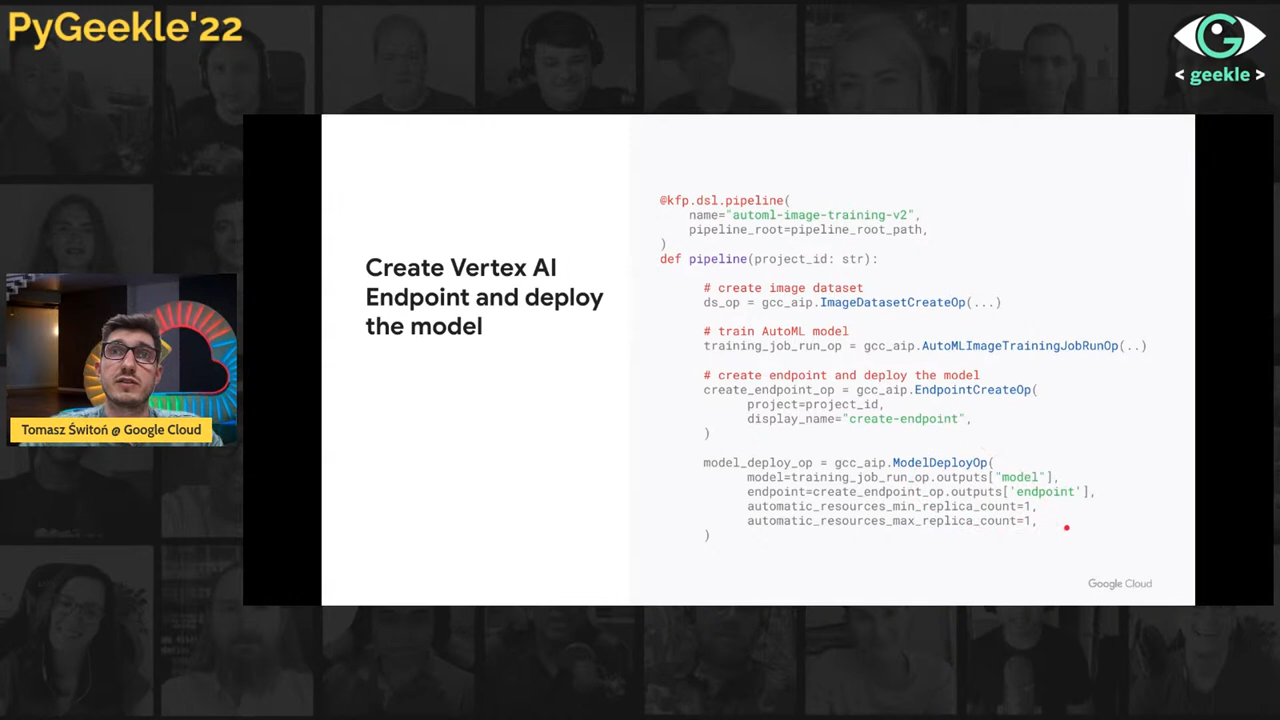 PyGeekle'22
< geekle >
Create Vertex AI
Endpoint and deploy
the model
@kfp.dsl.pipeline(
name="automl-image-training-v2",
pipeline_root=pipeline_root_path,
)
def pipeline(project_id: str):
# create image dataset
ds_op = gcc_aip.ImageDatasetCreateOp(...)
# train AutoML model
training_job_run_op = gcc_aip.AutoMLImageTrainingJobRunOp(..)
# create endpoint and deploy the model
create_endpoint_op = gcc_aip.EndpointCreateOp(
project=project_id,
display_name="create-endpoint",
)
model_deploy_op = gcc_aip.ModelDeployOp(
model=training_job_run_op.outputs["model"],
endpoint=create_endpoint_op.outputs['endpoint'],
automatic_resources_min_replica_count=1,
automatic_resources_max_replica_count=1,
)
Google Cloud
Tomasz Świtoń @ Google Cloud